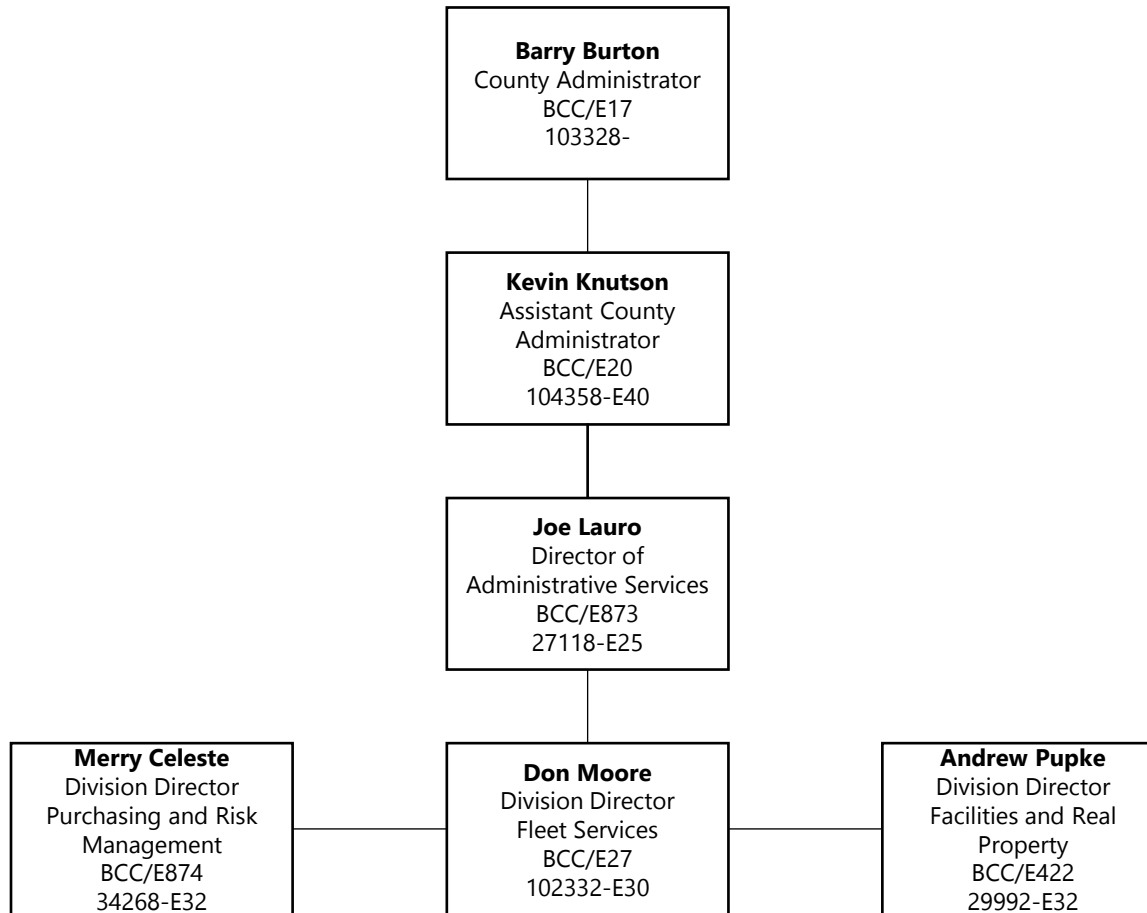 Barry Burton
County Administrator
BCC/E17
103328-
Kevin Knutson
Assistant County
Administrator
BCC/E20
104358-E40
Joe Lauro
Director of
Administrative Services
BCC/E873
27118-E25
Merry Celeste
Division Director
Purchasing and Risk
Management
BCC/E874
34268-E32
Don Moore
Division Director
Fleet Services
BCC/E27
102332-E30
Andrew Pupke
Division Director
Facilities and Real
Property
BCC/E422
29992-E32